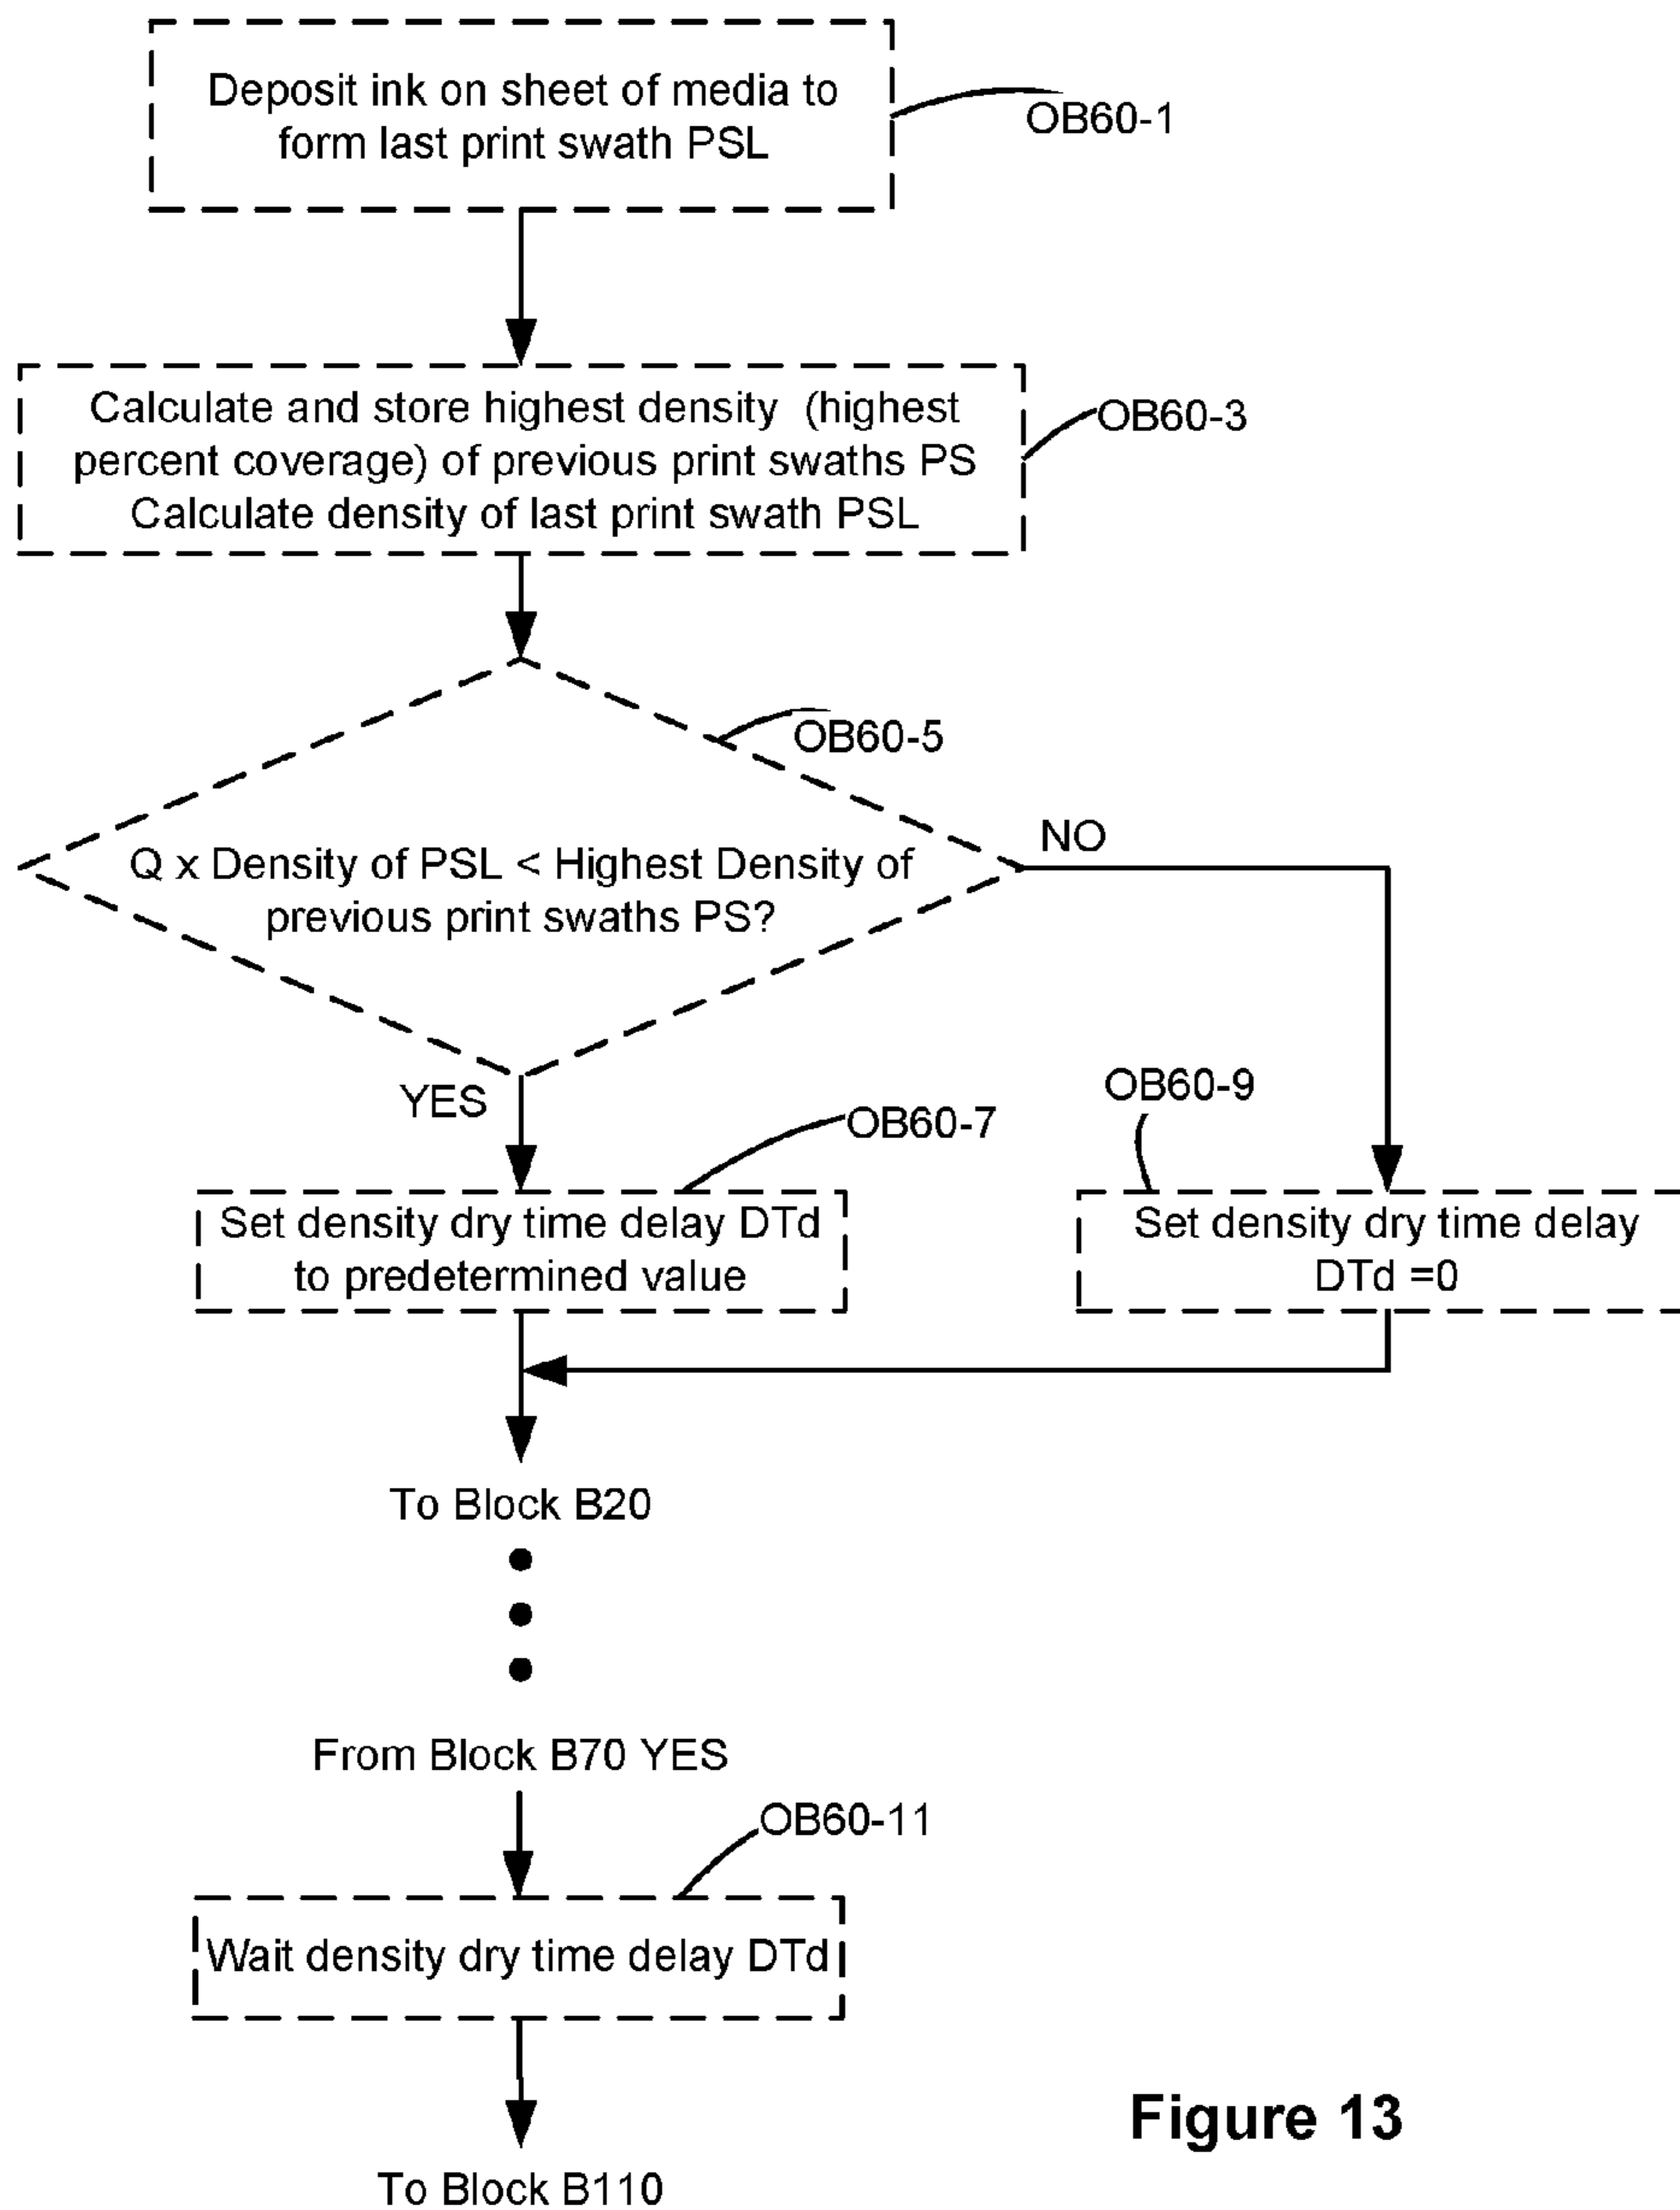 Deposit ink on sheet of media to
form last print swath PSL
OB60-1
Calculate and store highest density (highest
percent coverage) of previous print swaths PS
Calculate density of last print swath PSL
OB60-3
OB60-5
Q x Density of PSL < Highest Density of
previous print swaths PS?
NO
YES
OB60-7
OB60-9
Set density dry time delay DTd
to predetermined value
Set density dry time delay
DTd =0
To Block B20
From Block B70 YES
OB60-11
Wait density dry time delay DTd
To Block B110
Figure 13